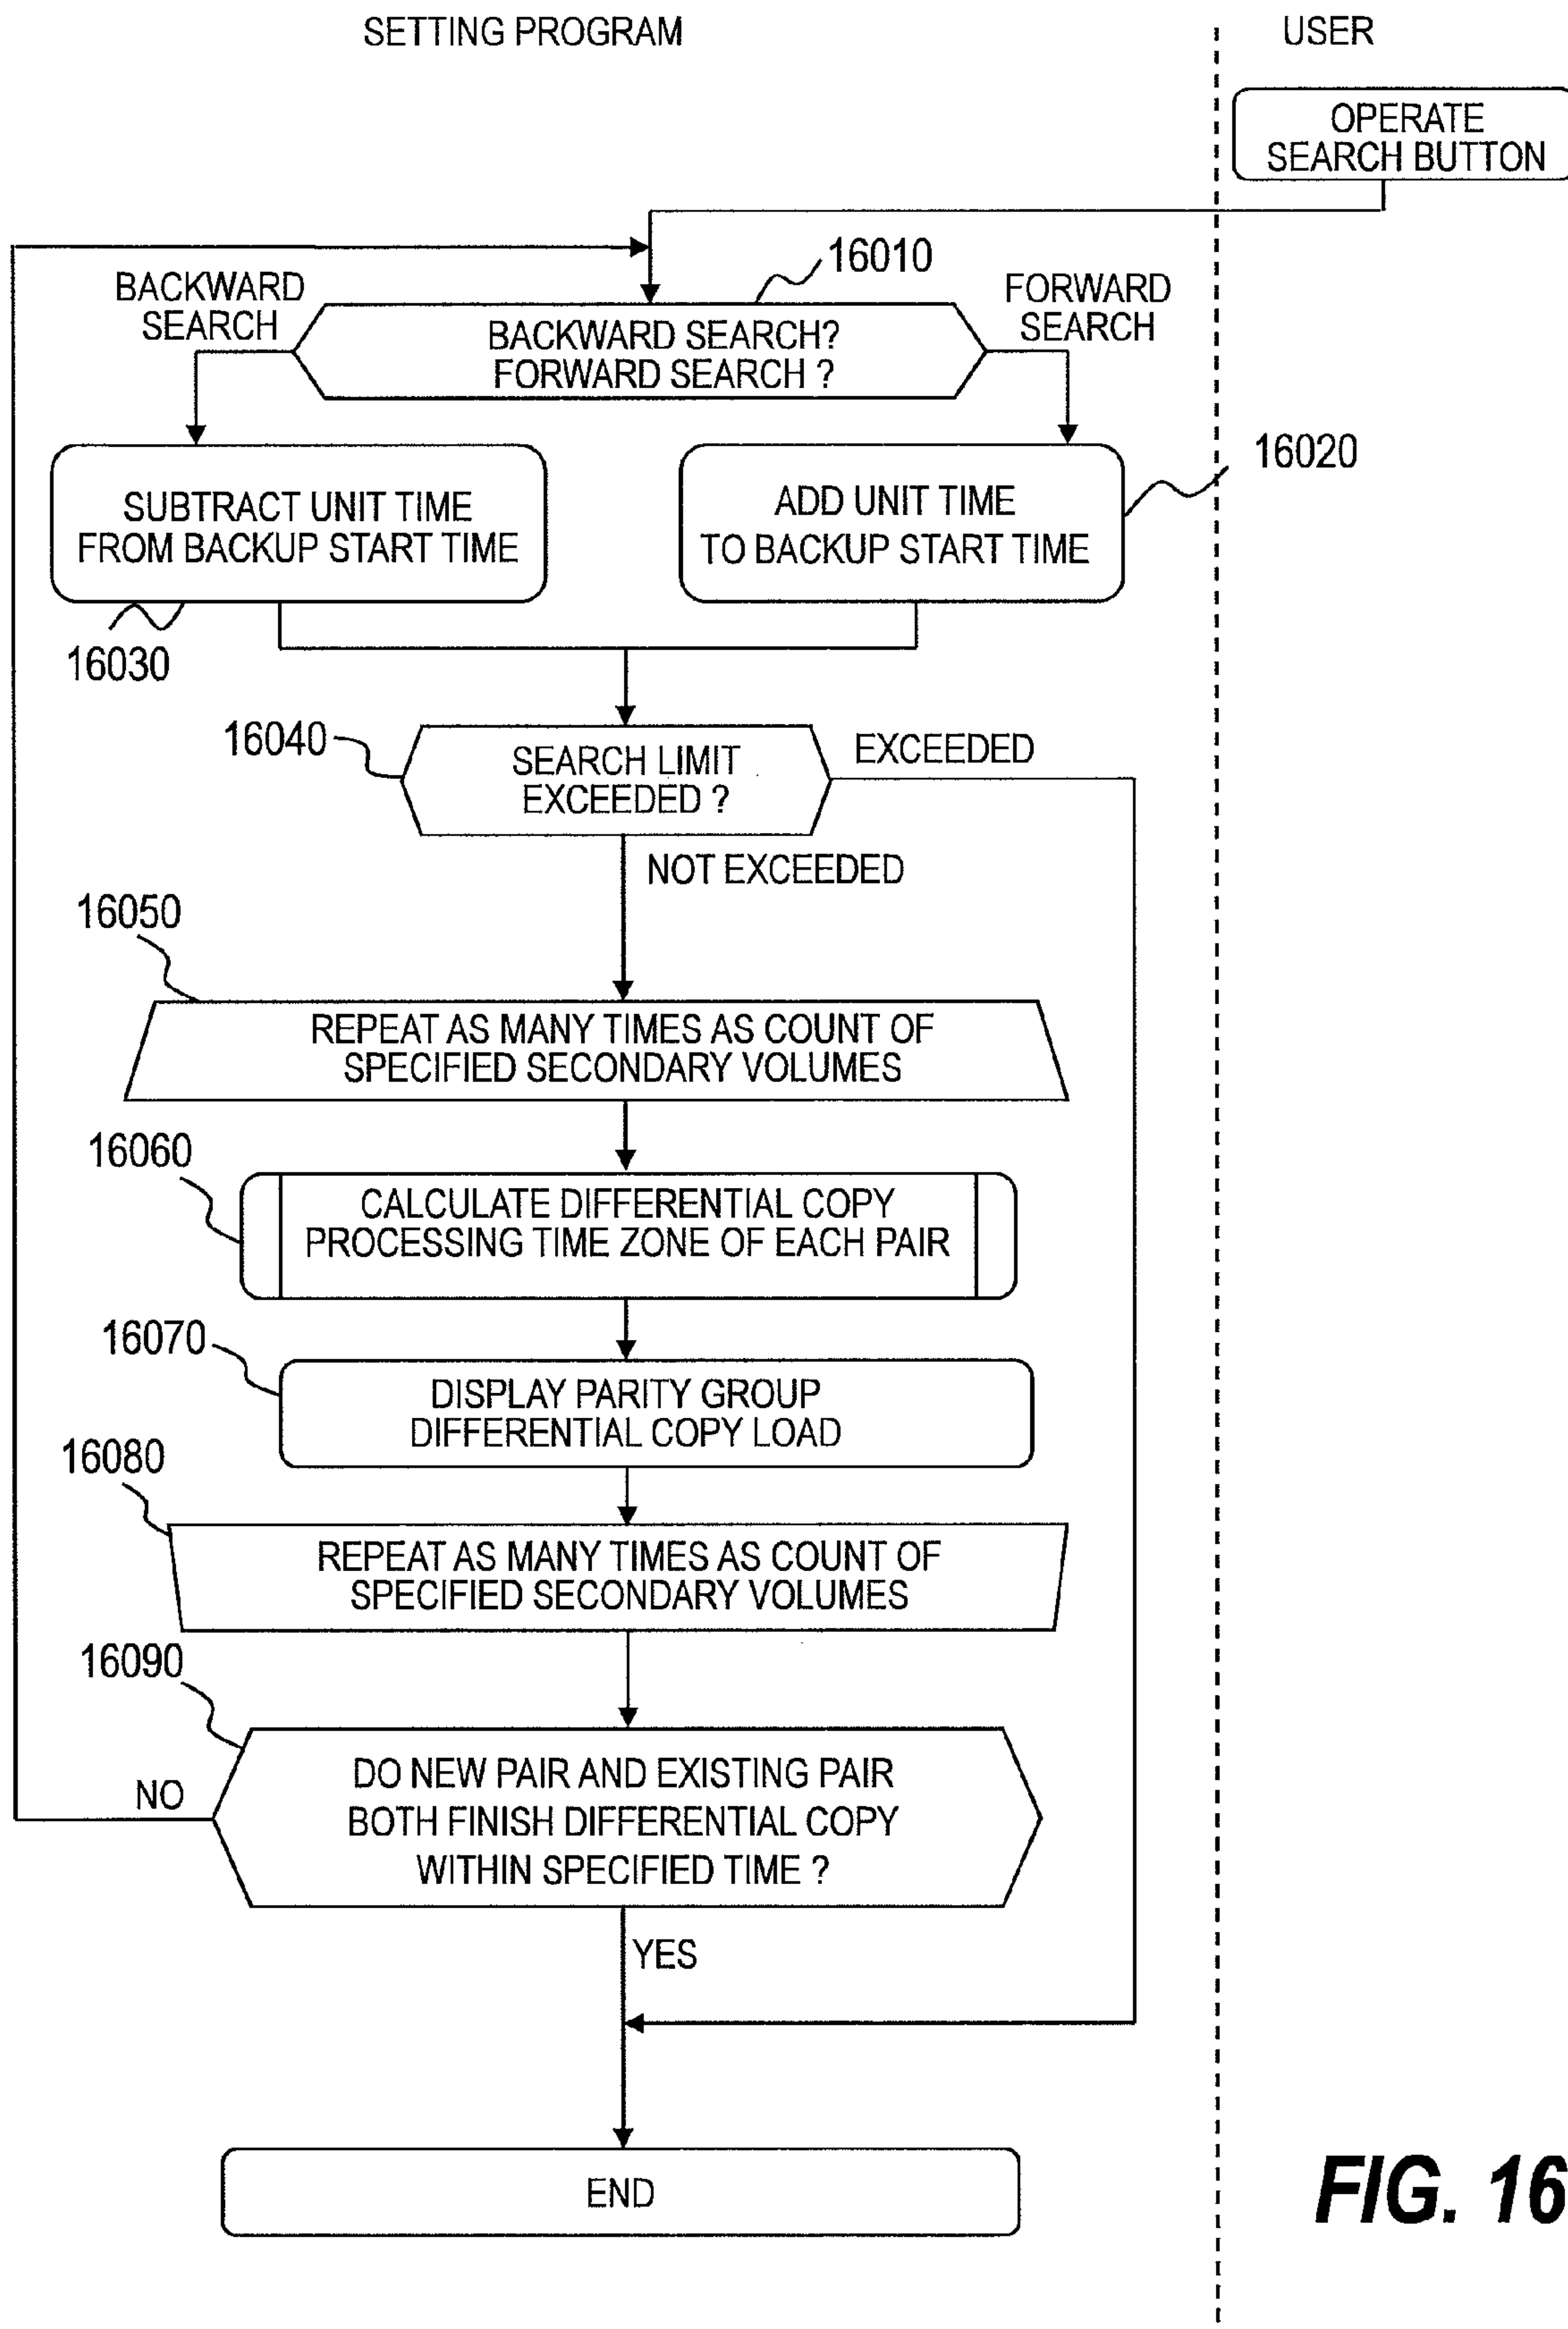 SETTING PROGRAM
USER
OPERATE
SEARCH BUTTON
16010
BACKWARD
SEARCH
FORWARD
SEARCH
BACKWARD SEARCH?
FORWARD SEARCH ?
16020
SUBTRACT UNIT TIME
FROM BACKUP START TIME
ADD UNIT TIME
TO BACKUP START TIME
16030
16040
SEARCH LIMIT
EXCEEDED ?
EXCEEDED
NOT EXCEEDED
16050
REPEAT AS MANY TIMES AS COUNT OF
SPECIFIED SECONDARY VOLUMES
16060
CALCULATE DIFFERENTIAL COPY
PROCESSING TIME ZONE OF EACH PAIR
16070
DISPLAY PARITY GROUP
DIFFERENTIAL COPY LOAD
16080
REPEAT AS MANY TIMES AS COUNT OF
SPECIFIED SECONDARY VOLUMES
16090
DO NEW PAIR AND EXISTING PAIR
BOTH FINISH DIFFERENTIAL COPY
WITHIN SPECIFIED TIME ?
NO
YES
END
FIG. 16